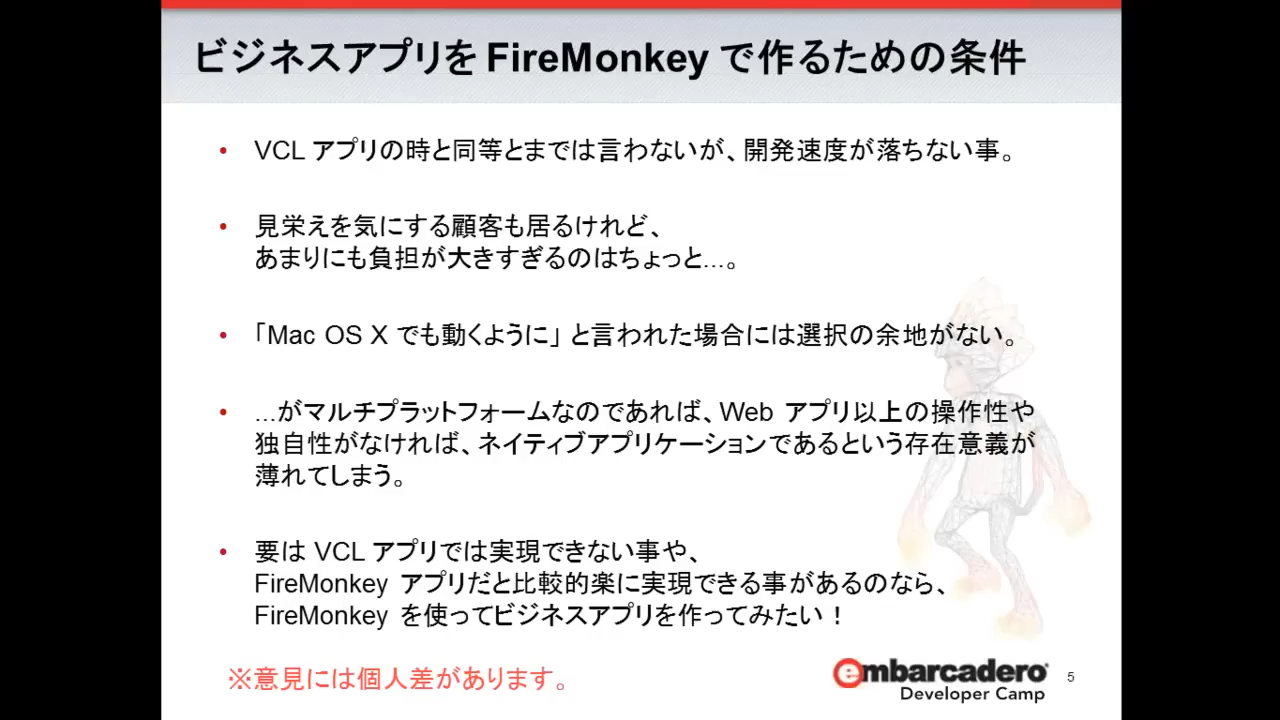 ビジネスアプリを FireMonkey で作るための条件
• VCL アプリの時と同等とまでは言わないが、開発速度が落ちない事。
• 見栄えを気にする顧客も居るけれど、
あまりにも負担が大きすぎるのはちょっと...。
• 「Mac OS X でも動くように」 と言われた場合には選択の余地がない。
• ...がマルチプラットフォームなのであれば、Web アプリ以上の操作性や
独自性がなければ、ネイティブアプリケーションであるという存在意義が
薄れてしまう。
• 要は VCL アプリでは実現できない事や、
FireMonkey アプリだと比較的楽に実現できる事があるのなら、
FireMonkey を使ってビジネスアプリを作ってみたい！
※意見には個人差があります。
embarcadero®
Developer Camp
5